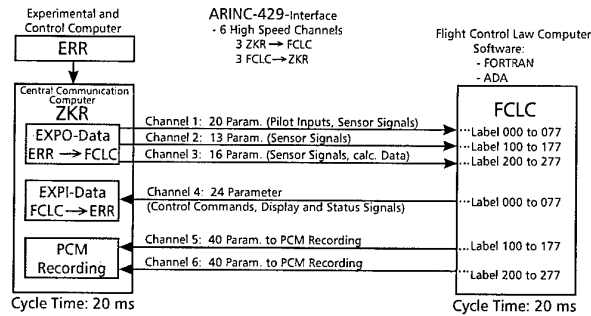 Experimental and
Control Computer
ERR
ARINC-429-Interface
- 6 High Speed Channels
3 ZKR → FCLC
3 FCLC → ZKR
Flight Control Law Computer
Software:
- FORTRAN
- ADA
Central Communication
Computer
ZKR
EXPO-Data
ERR → FCLC
Channel 1: 20 Param. (Pilot Inputs, Sensor Signals)
Channel 2: 13 Param. (Sensor Signals)
Channel 3: 16 Param. (Sensor Signals, calc. Data)
FCLC
Label 000 to 077
Label 100 to 177
Label 200 to 277
EXPI-Data
FCLC → ERR
Channel 4: 24 Parameter
(Control Commands, Display and Status Signals)
Label 000 to 077
PCM
Recording
Channel 5: 40 Param. to PCM Recording
Channel 6: 40 Param. to PCM Recording
Label 100 to 177
Label 200 to 277
Cycle Time: 20 ms
Cycle Time: 20 ms